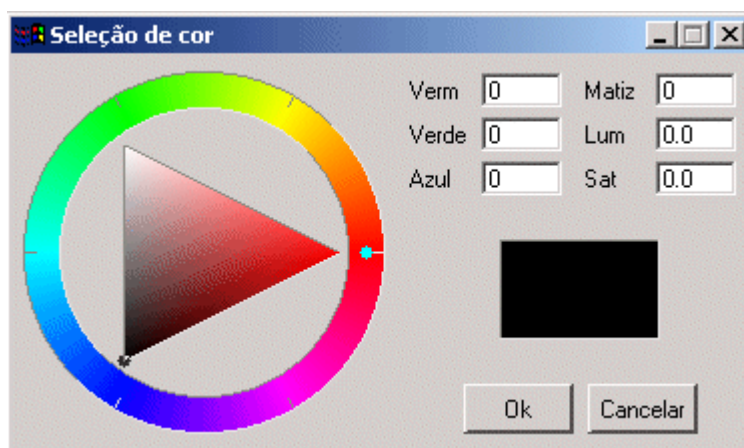 Seleção de cor
Verm 0 Matiz 0
Verde 0 Lum 0.0
Azul 0 Sat 0.0
Ok Cancelar